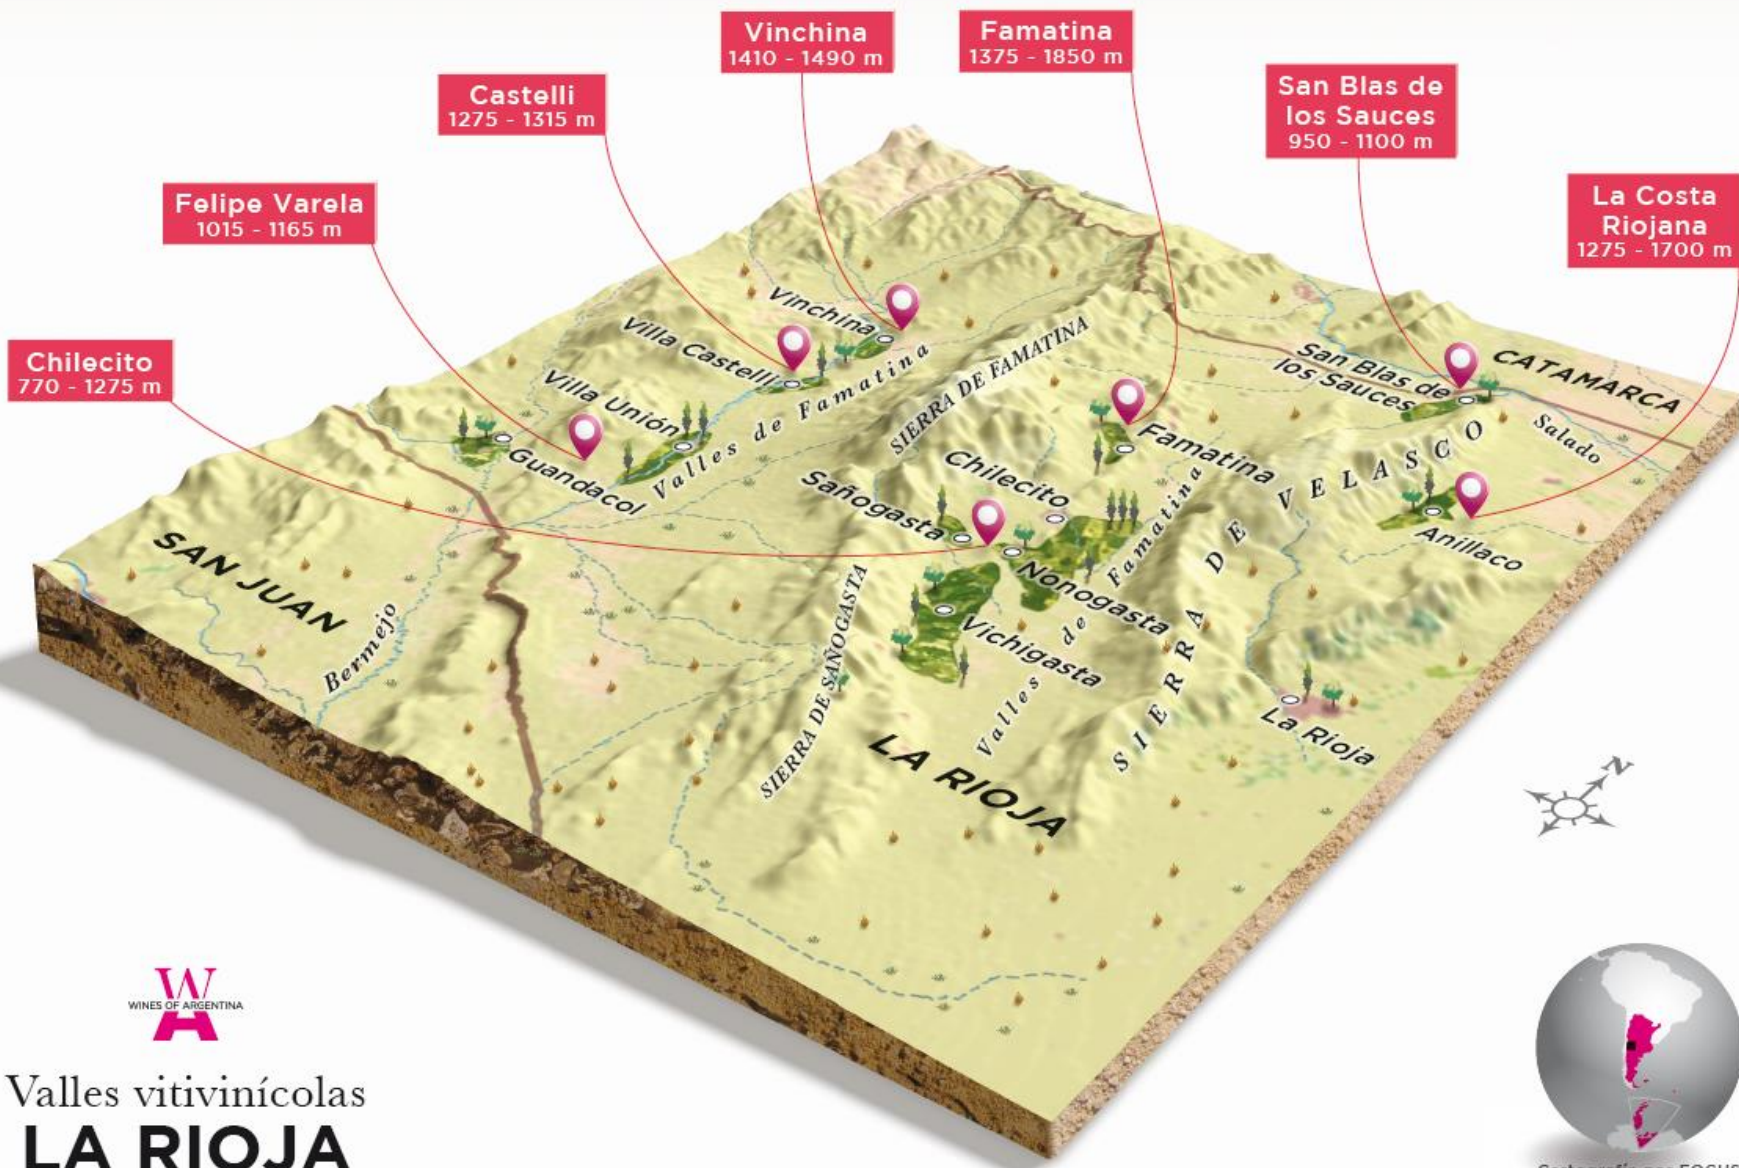 Vinchina
1410 - 1490 m
Famatina
1375 - 1850 m
Castelli
1275 - 1315 m
San Blas de
los Sauces
950 - 1100 m
Felipe Varela
1015 - 1165 m
La Costa
Riojana
1275 - 1700 m
Chilecito
770 - 1275 m
Vinchina
Villa Castelli
Villa Unión
Guandacol
Valles de Famatina
SIERRA DE FAMATINA
San Blas de
los Sauces
CATAMARCA
Salado
Famatina
Chilecito
Sañogasta
Nonogasta
Vichigasta
Anillaco
SIERRA DE VELASCO
Valles de Famatina
SIERRA DE SAÑOGASTA
SAN JUAN
Bermejo
LA RIOJA
La Rioja
N
W
A
WINES OF ARGENTINA
Valles vitivinícolas
LA RIOJA